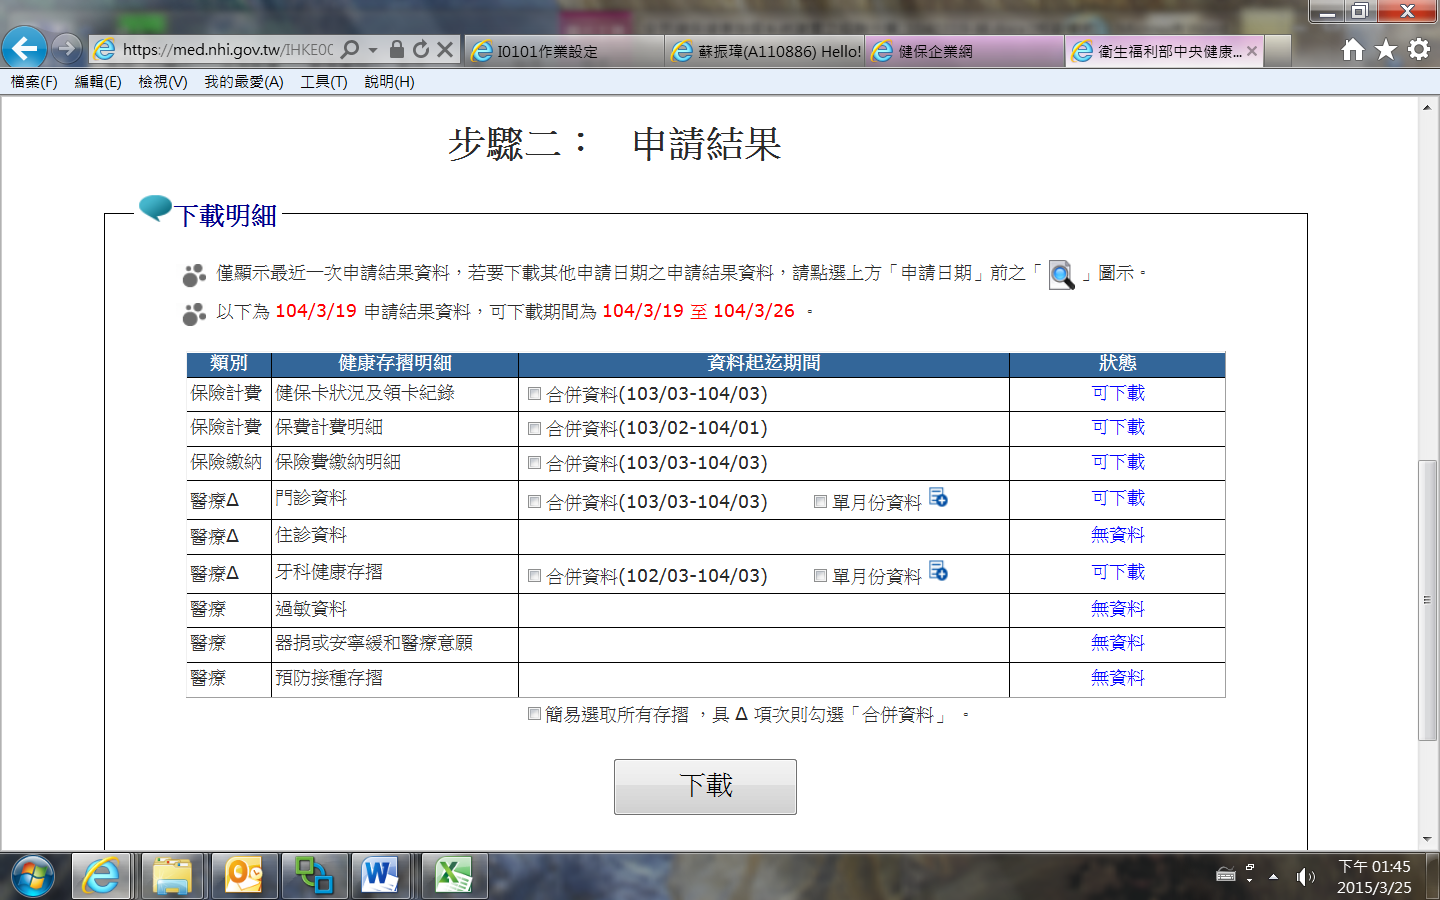 https://med.nhi.gov.tw/IHKE0C
I0101作業設定
蘇振瑋(A110886) Hello!
健保企業網
衛生福利部中央健康...
檔案(F) 編輯(E) 檢視(V) 我的最愛(A) 工具(T) 說明(H)
步驟二： 申請結果
下載明細
僅顯示最近一次申請結果資料，若要下載其他申請日期之申請結果資料，請點選上方「申請日期」前之「 」圖示。
以下為 104/3/19 申請結果資料，可下載期間為 104/3/19 至 104/3/26 。
類別 健康存摺明細 資料起迄期間 狀態
保險計費 健保卡狀況及領卡紀錄 合併資料(103/03-104/03) 可下載
保險計費 保費計費明細 合併資料(103/02-104/01) 可下載
保險繳納 保險費繳納明細 合併資料(103/03-104/03) 可下載
醫療Δ 門診資料 合併資料(103/03-104/03) 單月份資料 可下載
醫療Δ 住診資料 無資料
醫療Δ 牙科健康存摺 合併資料(102/03-104/03) 單月份資料 可下載
醫療 過敏資料 無資料
醫療 器捐或安寧緩和醫療意願 無資料
醫療 預防接種存摺 無資料
簡易選取所有存摺 ，具 Δ 項次則勾選「合併資料」 。
下載
下午 01:45
2015/3/25